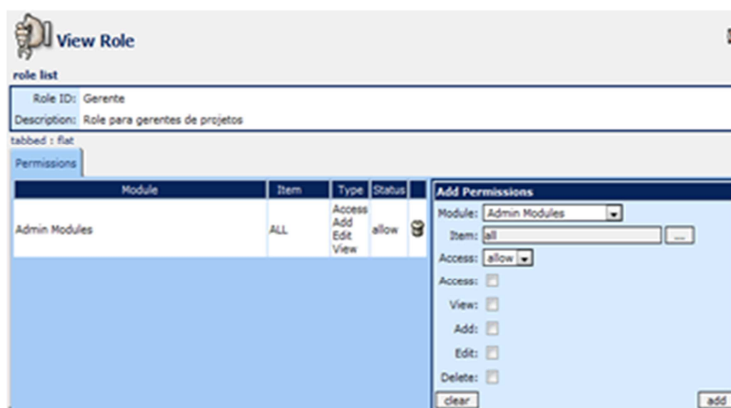 View Role
role list
Role ID: Gerente
Description: Role para gerentes de projetos
tabbed : flat
Permissions
Module Item Type Status
Admin Modules ALL Access Add Edit View allow
Add Permissions
Module: Admin Modules
Item: all ...
Access: allow
Access:
View:
Add:
Edit:
Delete:
clear add